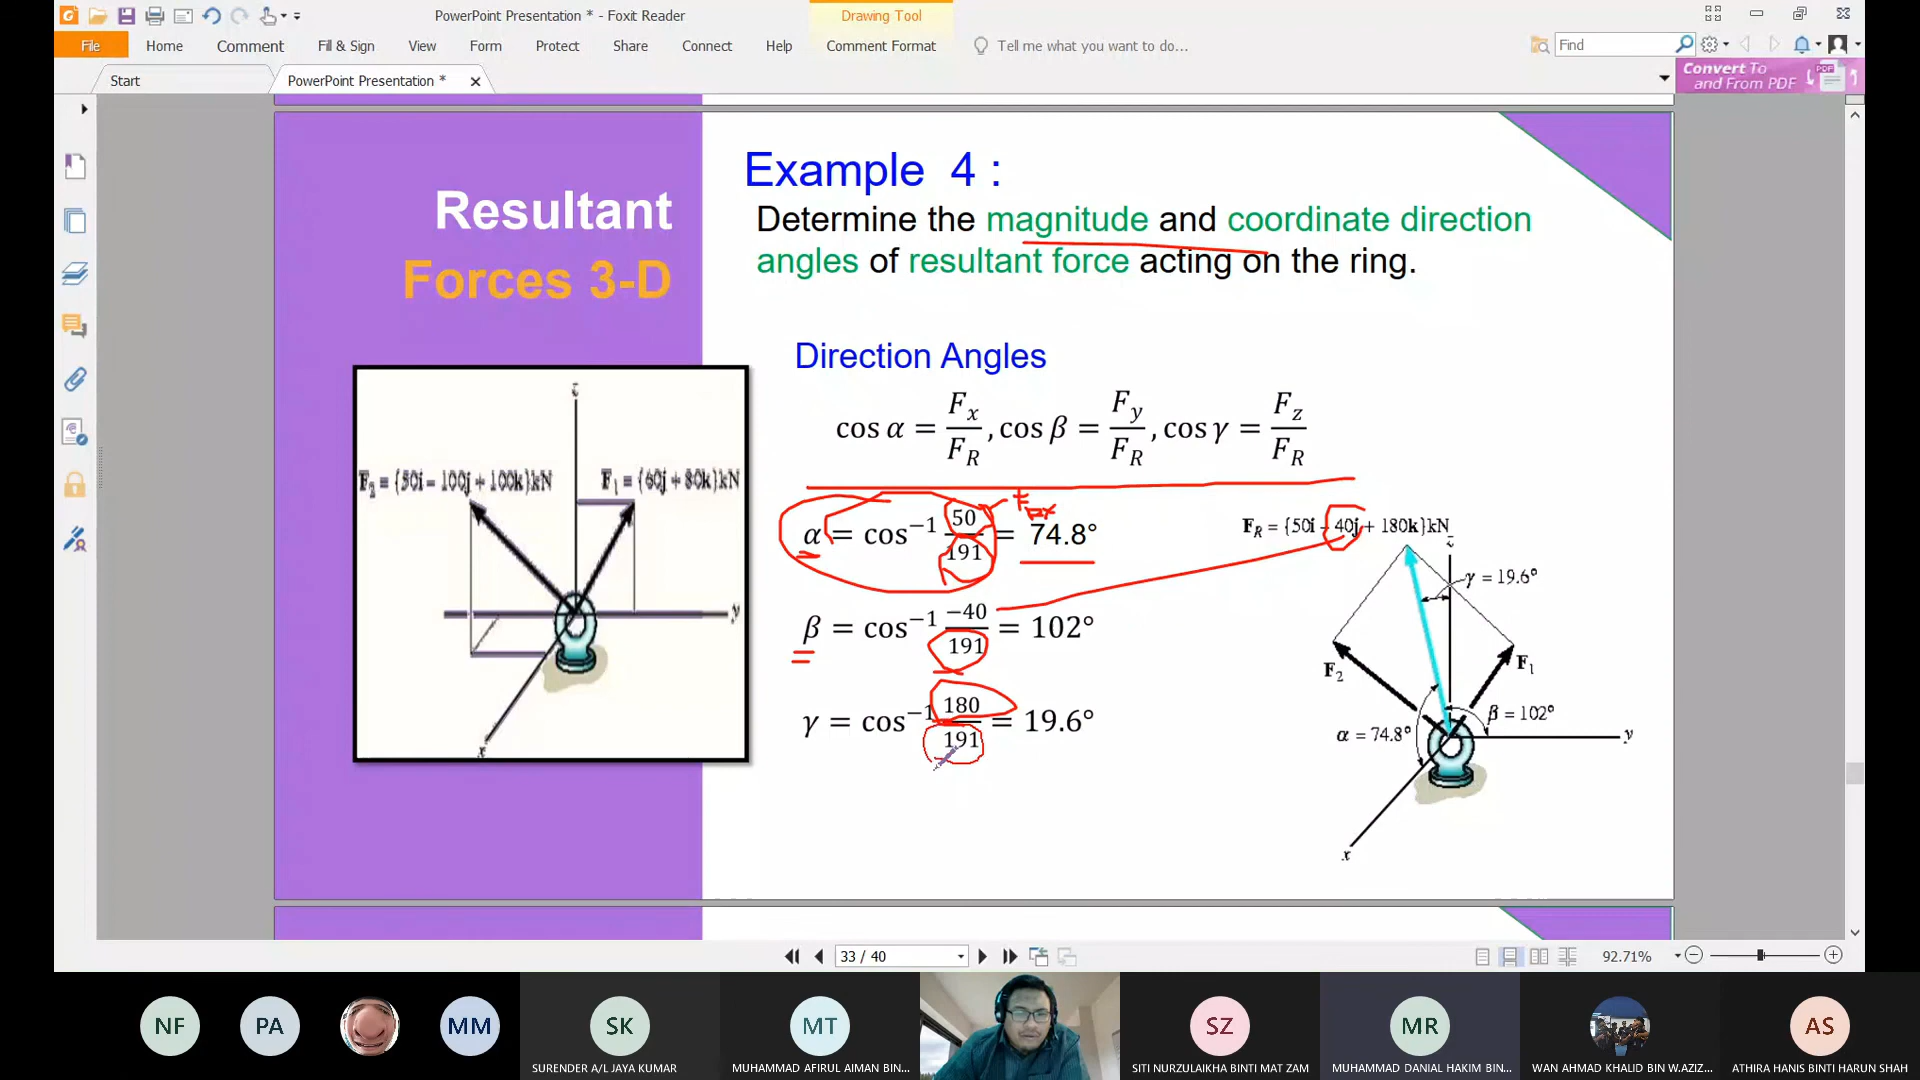 PowerPoint Presentation * - Foxit Reader
Drawing Tool
File
Home
Comment
Fill & Sign
View
Form
Protect
Share
Connect
Help
Comment Format
Tell me what you want to do...
Find
Start
PowerPoint Presentation *
Convert To
and From PDF
PDF
Resultant
Forces 3-D
Example 4 :
Determine the magnitude and coordinate direction
angles of resultant force acting on the ring.
Direction Angles
cos α = Fx/FR , cos β = Fy/FR , cos γ = Fz/FR
α = cos⁻¹ 50/191 = 74.8°
β = cos⁻¹ −40/191 = 102°
γ = cos⁻¹ 180/191 = 19.6°
z
F₂ = {50i – 100j + 100k}kN
F₁ = {60j + 80k}kN
y
x
F_R = {50i – 40j + 180k}kN
z
γ = 19.6°
F₂
F₁
β = 102°
α = 74.8°
y
x
33 / 40
92.71%
NF
PA
MM
SK
SURENDER A/L JAYA KUMAR
MT
MUHAMMAD AFIRUL AIMAN BIN...
SZ
SITI NURZULAIKHA BINTI MAT ZAM
MR
MUHAMMAD DANIAL HAKIM BIN...
WAN AHMAD KHALID BIN W.AZIZ...
AS
ATHIRA HANIS BINTI HARUN SHAH